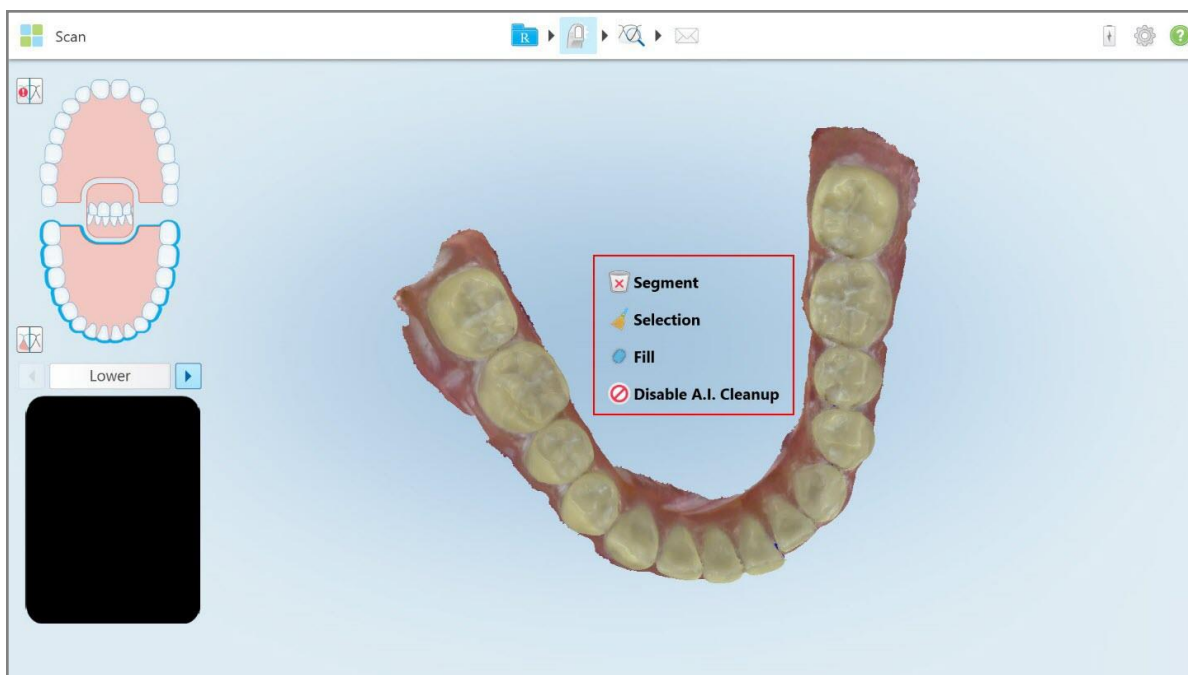 Scan
R
Segment
Selection
Fill
Disable A.I. Cleanup
Lower
?